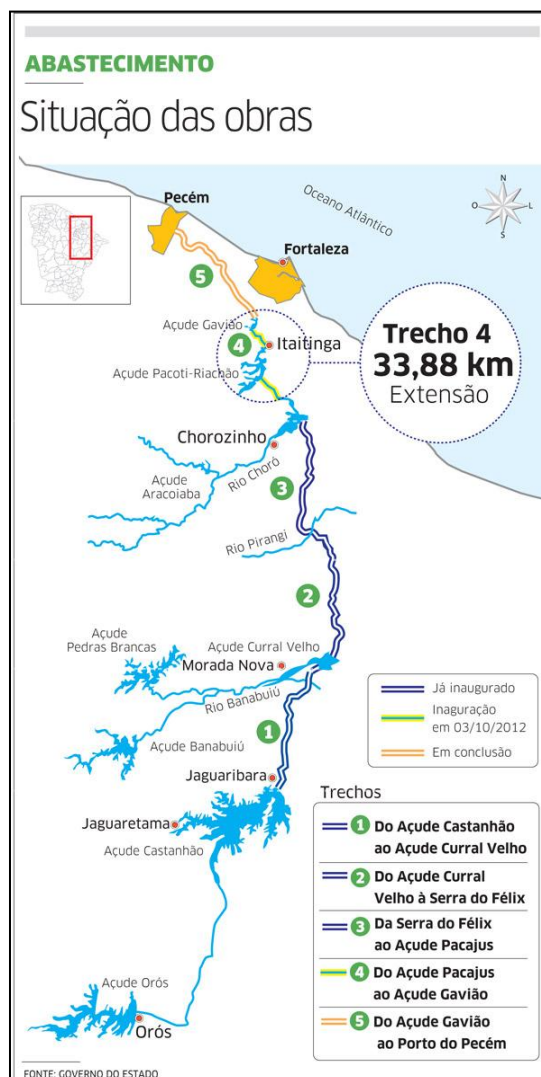 ABASTECIMENTO
Situação das obras
Pecém
Oceano Atlântico
N
O
L
S
Fortaleza
5
Açude Gavião
4
Itaitinga
Açude Pacoti-Riachão
Trecho 4
33,88 km
Extensão
Chorozinho
Rio Choró
3
Açude
Aracoiaba
Rio Pirangi
2
Açude
Pedras Brancas
Açude Curral Velho
Morada Nova
Rio Banabuiú
1
Açude Banabuiú
Jaguaribara
Jaguaretama
Açude Castanhão
Açude Orós
Orós
Já inaugurado
Inaguração
em 03/10/2012
Em conclusão
Trechos
1 Do Açude Castanhão
ao Açude Curral Velho
2 Do Açude Curral
Velho à Serra do Félix
3 Da Serra do Félix
ao Açude Pacajus
4 Do Açude Pacajus
ao Açude Gavião
5 Do Açude Gavião
ao Porto do Pecém
FONTE: GOVERNO DO ESTADO